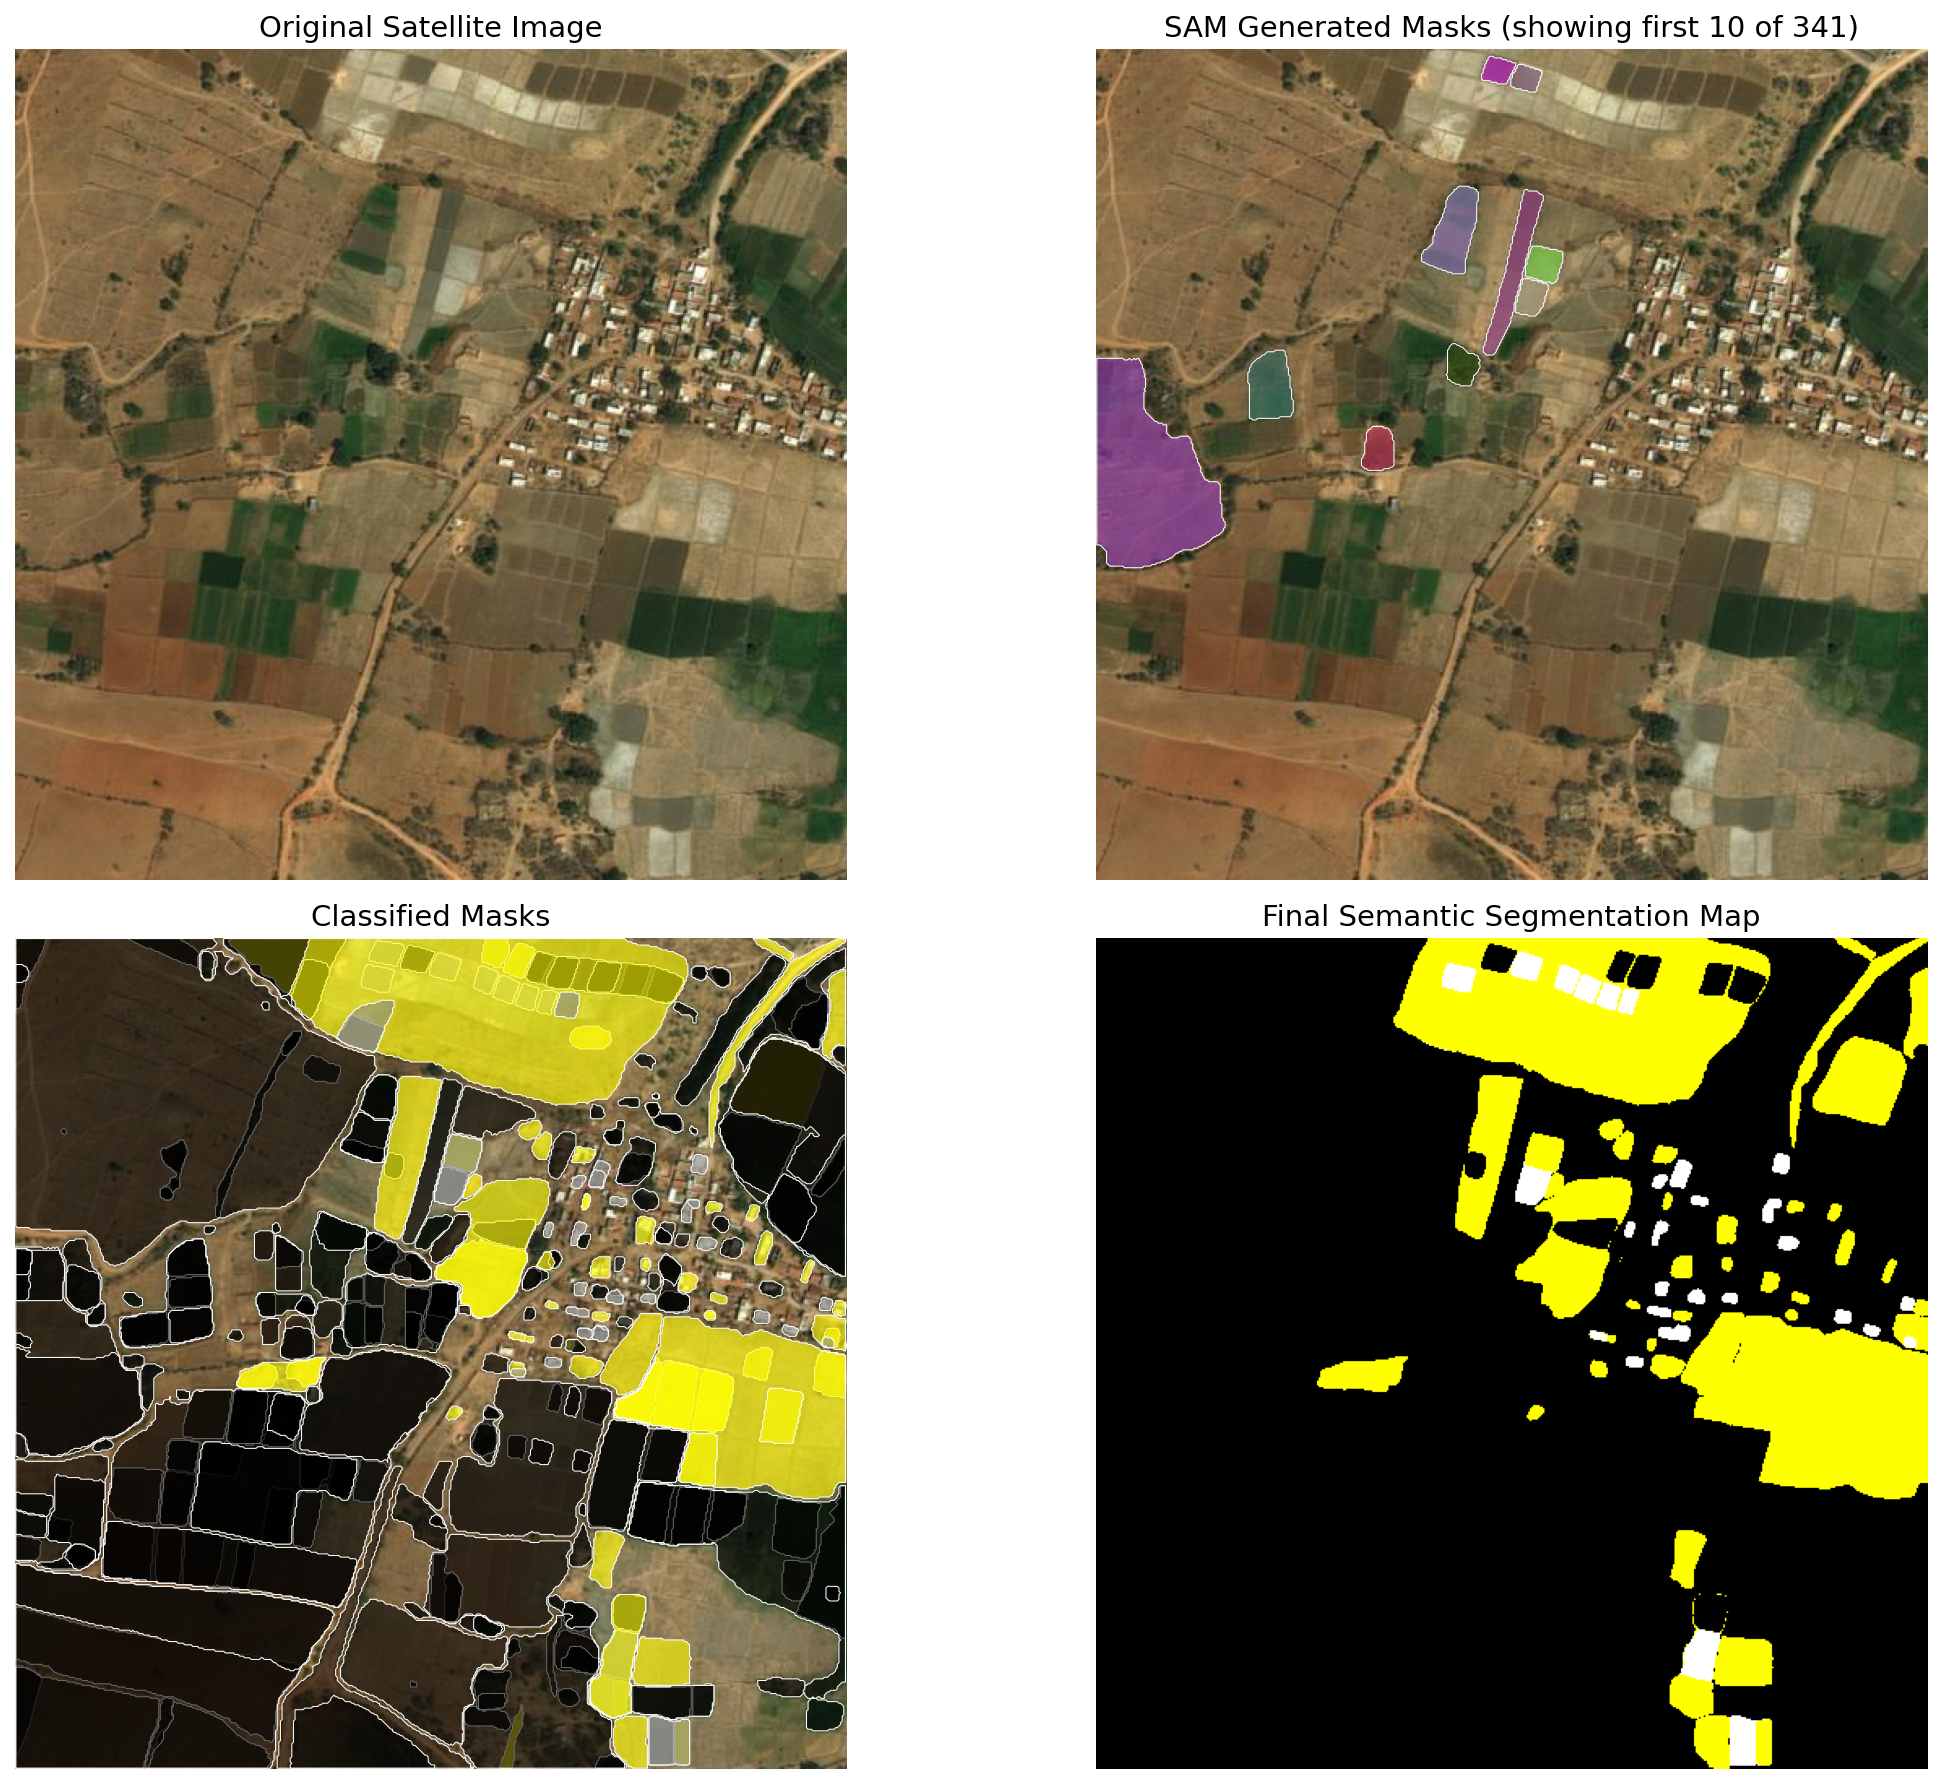 Original Satellite Image
SAM Generated Masks (showing first 10 of 341)
Classified Masks
Final Semantic Segmentation Map